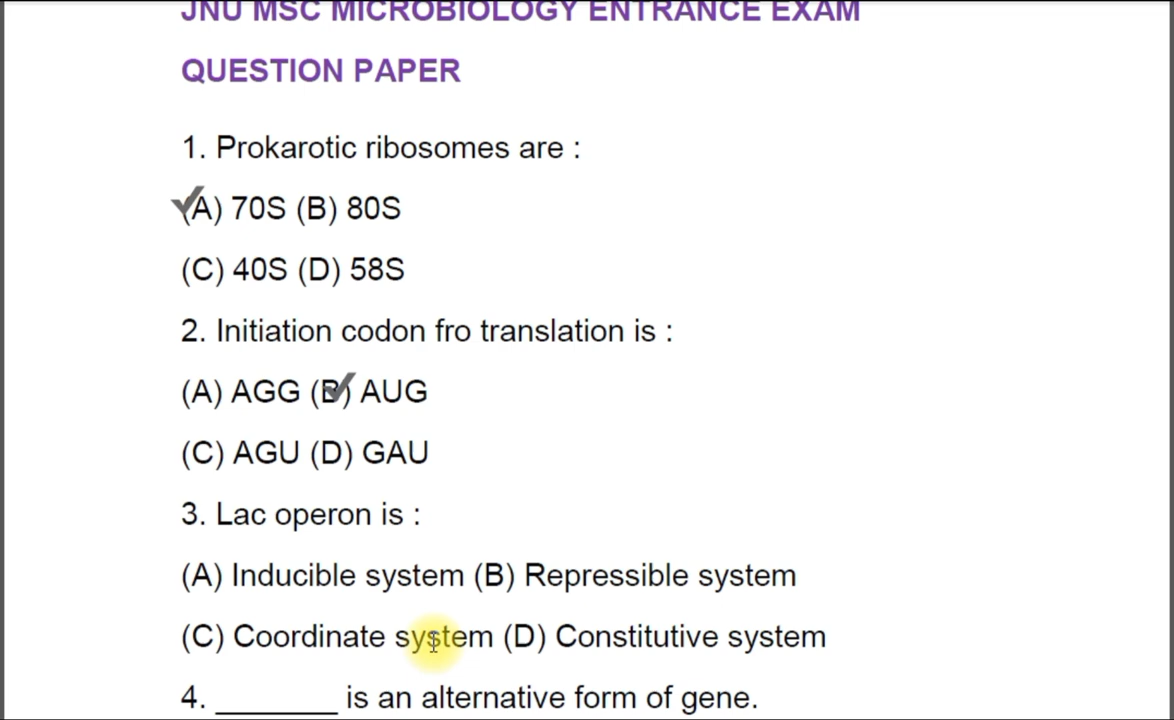 JNU MSC MICROBIOLOGY ENTRANCE EXAM
QUESTION PAPER
1. Prokarotic ribosomes are :
(A) 70S (B) 80S
(C) 40S (D) 58S
2. Initiation codon fro translation is :
(A) AGG (B) AUG
(C) AGU (D) GAU
3. Lac operon is :
(A) Inducible system (B) Repressible system
(C) Coordinate system (D) Constitutive system
4. _______ is an alternative form of gene.